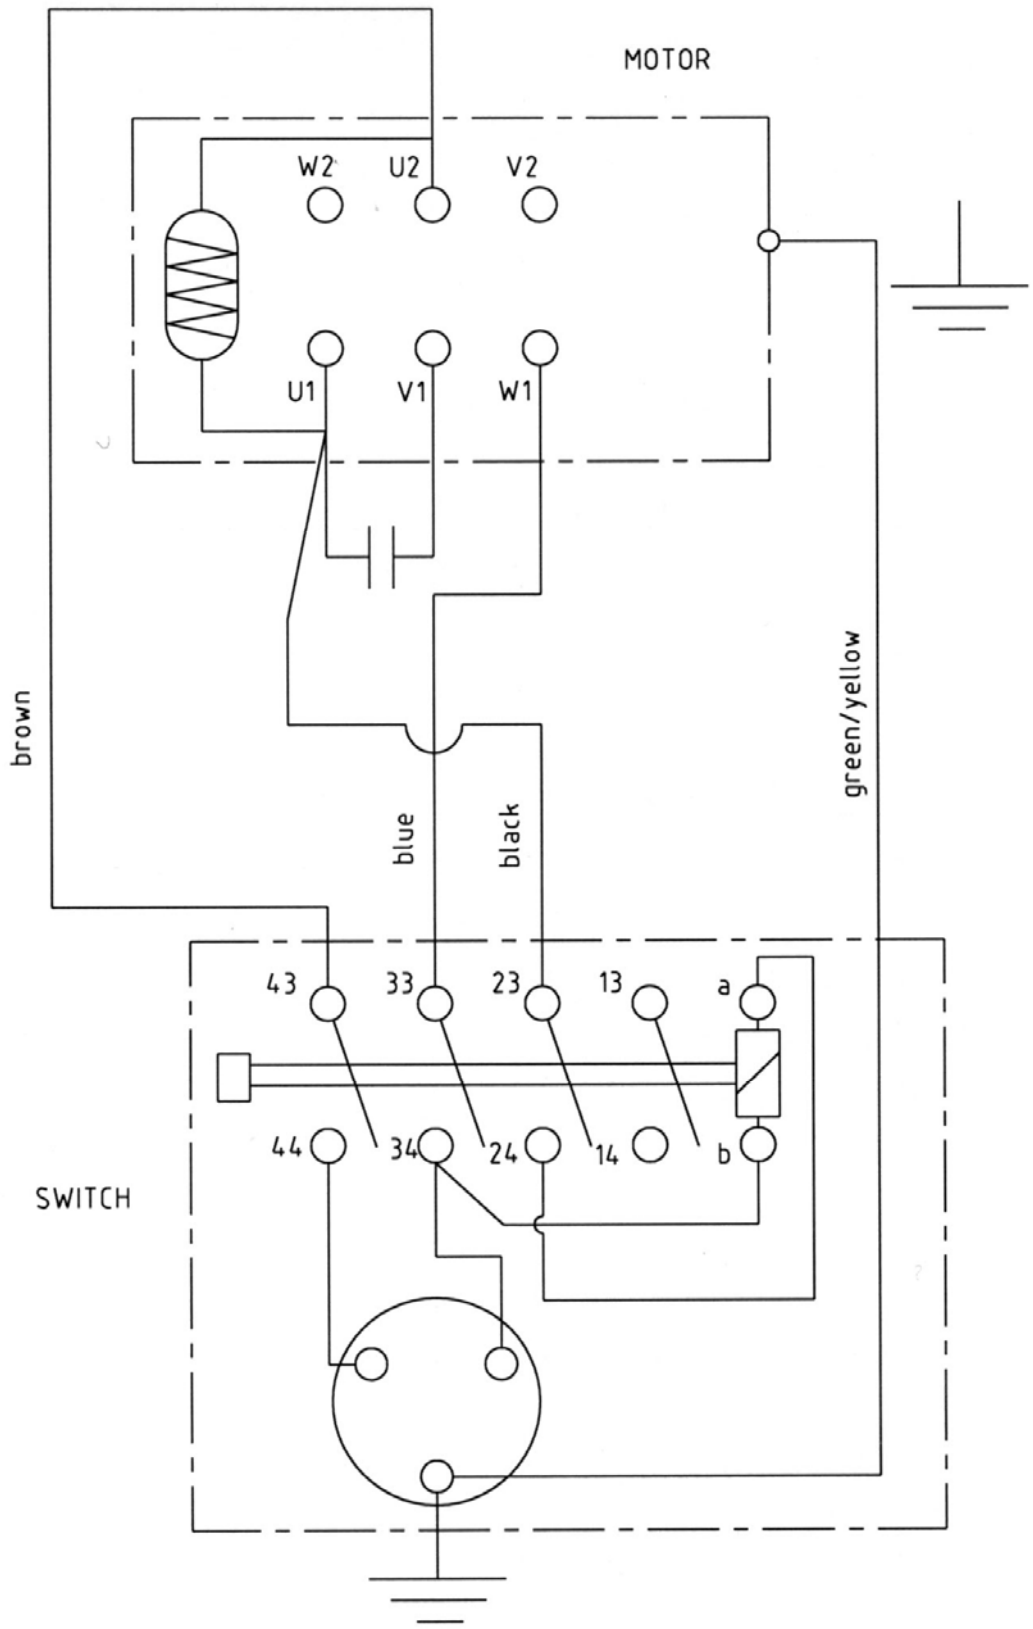 MOTOR
W2 U2 V2
U1 V1 W1
brown
blue
black
green/yellow
43 33 23 13 a
44 34 24 14 b
SWITCH